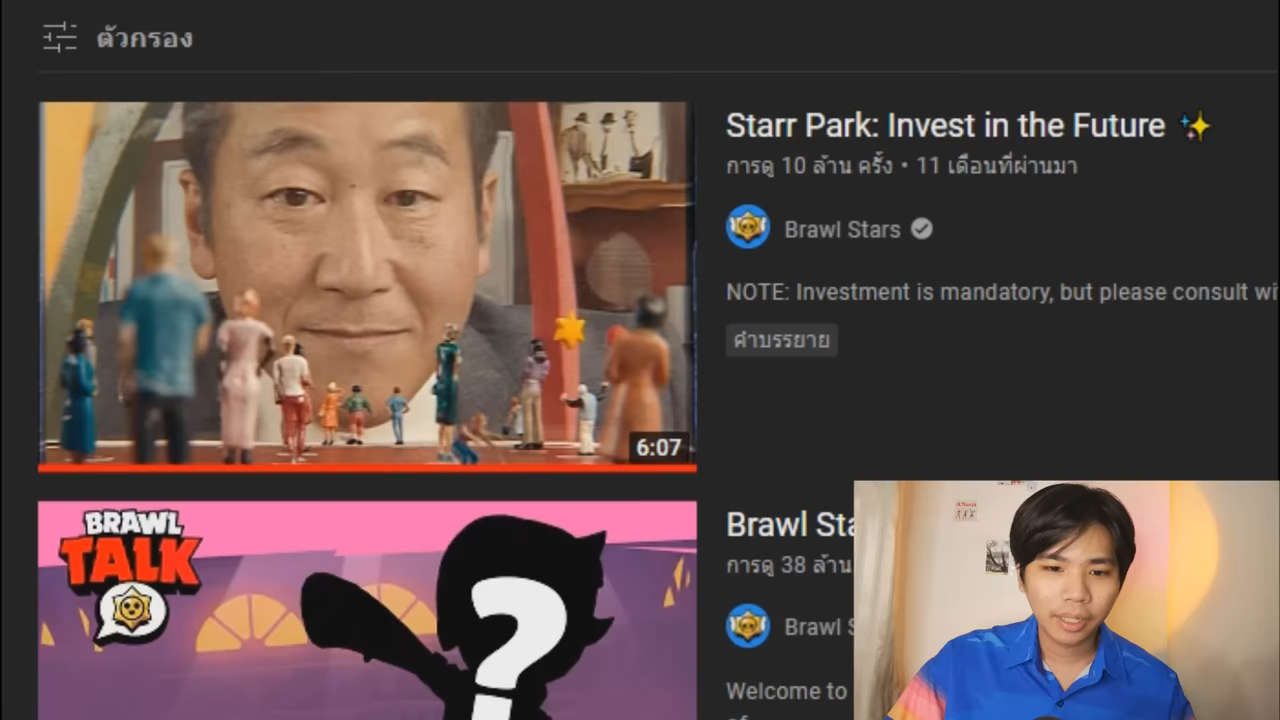 ตัวกรอง
Starr Park: Invest in the Future ✨
การดู 10 ล้าน ครั้ง • 11 เดือนที่ผ่านมา
Brawl Stars
NOTE: Investment is mandatory, but please consult wi
คำบรรยาย
6:07
BRAWL
TALK
?
Brawl Sta
การดู 38 ล้าน
Brawl S
Welcome to